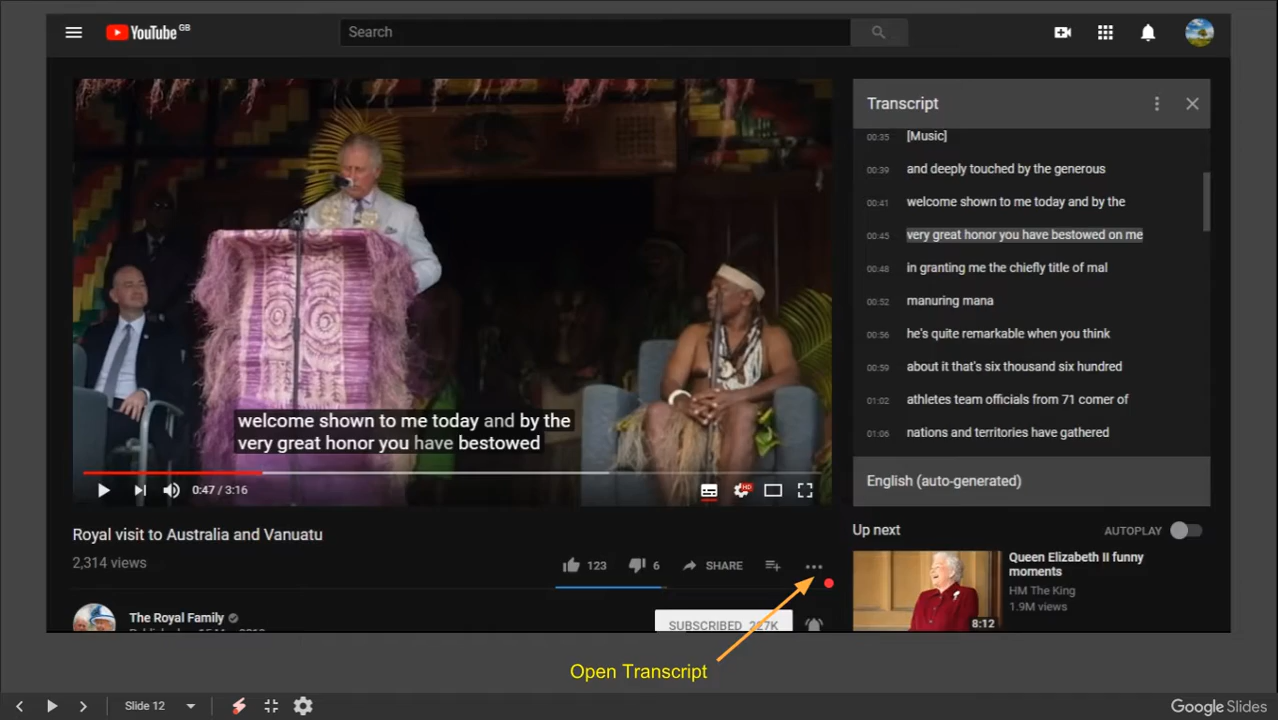 YouTube GB
Search
Transcript
00:35 [Music]
00:39 and deeply touched by the generous
00:41 welcome shown to me today and by the
00:45 very great honor you have bestowed on me
00:48 in granting me the chiefly title of mal
00:52 manuring mana
00:56 he's quite remarkable when you think
00:59 about it that's six thousand six hundred
01:02 athletes team officials from 71 comer of
01:06 nations and territories have gathered
English (auto-generated)
welcome shown to me today and by the
very great honor you have bestowed
0:47 / 3:16
HD
Royal visit to Australia and Vanuatu
2,314 views
123 6 SHARE
Up next AUTOPLAY
Queen Elizabeth II funny
moments
HM The King
1.9M views
8:12
The Royal Family
SUBSCRIBED 227K
Open Transcript
Slide 12
Google Slides